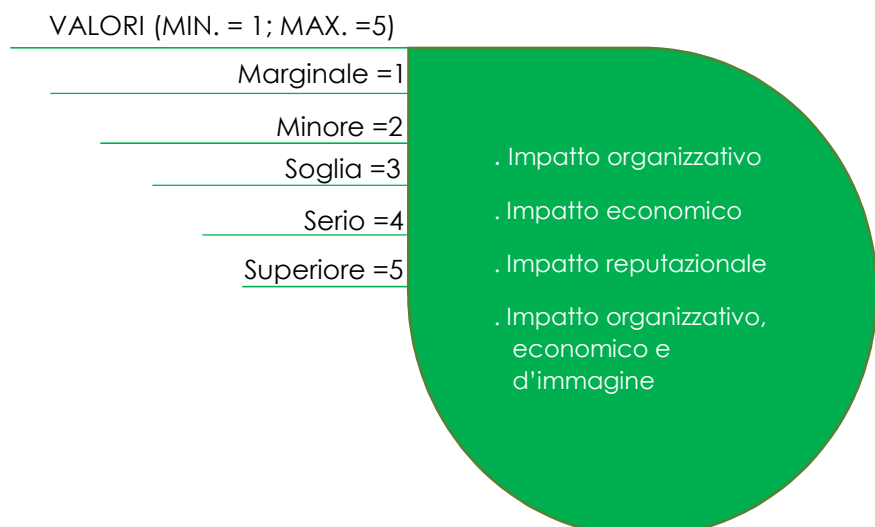 VALORI (MIN. = 1; MAX. =5)
Marginale =1
Minore =2
Soglia =3
Serio =4
Superiore =5
. Impatto organizzativo
. Impatto economico
. Impatto reputazionale
. Impatto organizzativo,
economico e
d’immagine